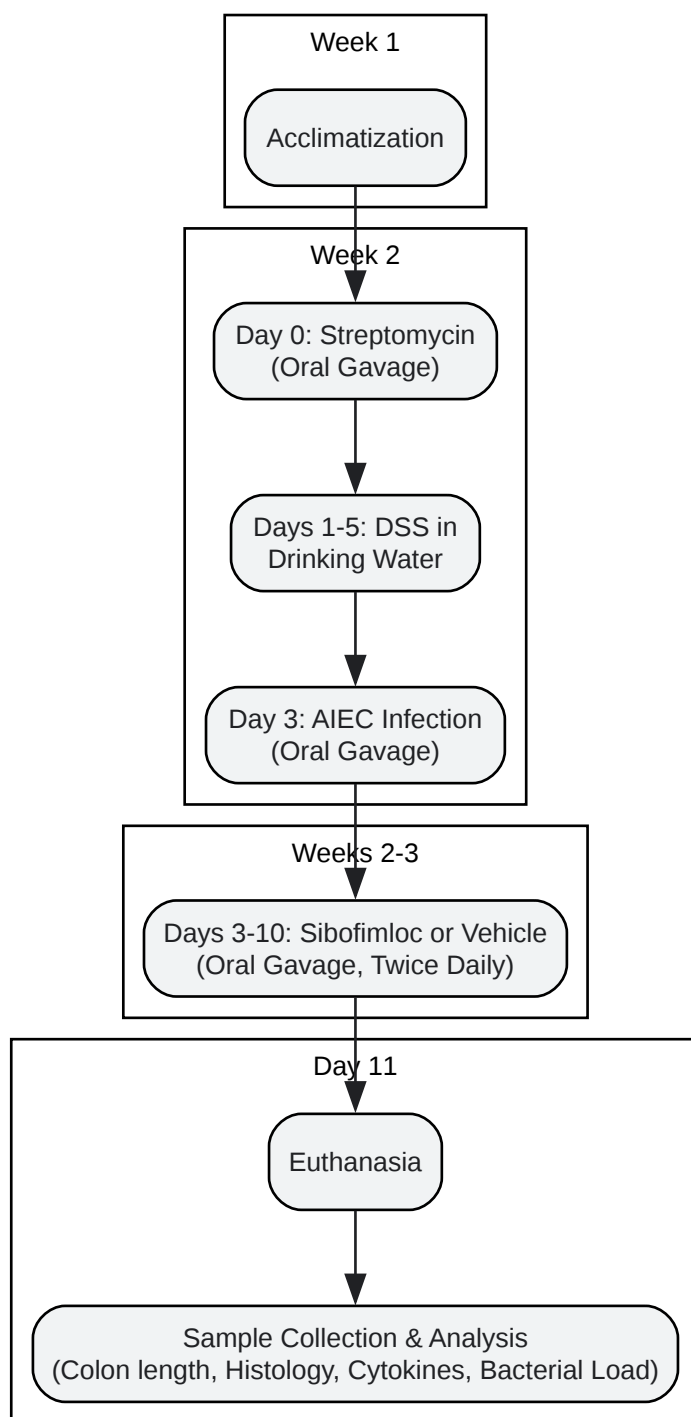 Week 1
Acclimatization
Week 2
Day 0: Streptomycin
(Oral Gavage)
Days 1-5: DSS in
Drinking Water
Day 3: AIEC Infection
(Oral Gavage)
Weeks 2-3
Days 3-10: Sibofimloc or Vehicle
(Oral Gavage, Twice Daily)
Day 11
Euthanasia
Sample Collection & Analysis
(Colon length, Histology, Cytokines, Bacterial Load)